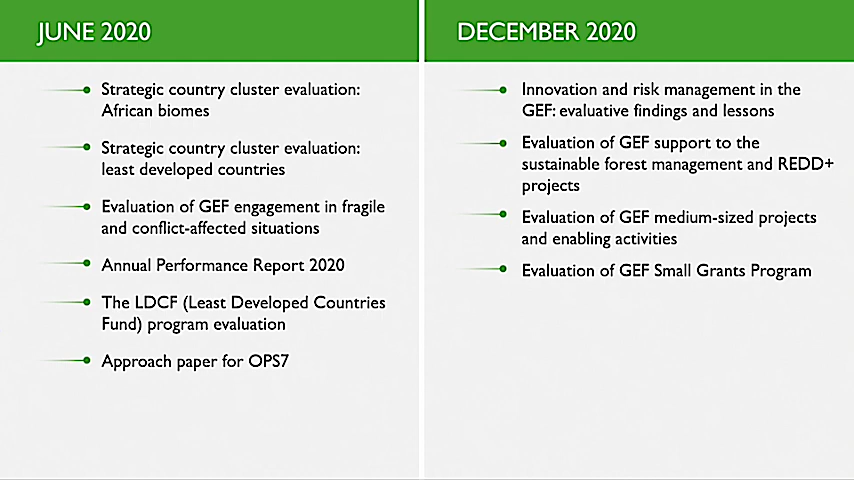 JUNE 2020
Strategic country cluster evaluation:
African biomes
Strategic country cluster evaluation:
least developed countries
Evaluation of GEF engagement in fragile
and conflict-affected situations
Annual Performance Report 2020
The LDCF (Least Developed Countries
Fund) program evaluation
Approach paper for OPS7
DECEMBER 2020
Innovation and risk management in the
GEF: evaluative findings and lessons
Evaluation of GEF support to the
sustainable forest management and REDD+
projects
Evaluation of GEF medium-sized projects
and enabling activities
Evaluation of GEF Small Grants Program